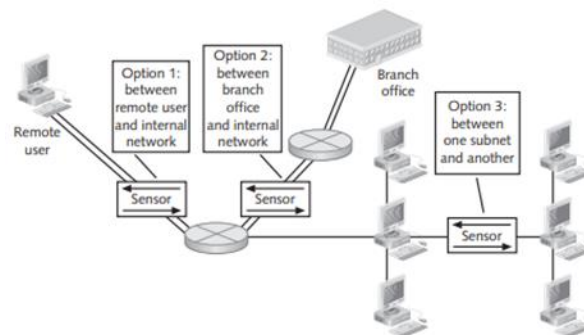 Option 1:
between
remote user
and internal
network
Option 2:
between
branch
office
and internal
network
Branch
office
Option 3:
between
one subnet
and another
Remote
user
Sensor
Sensor
Sensor